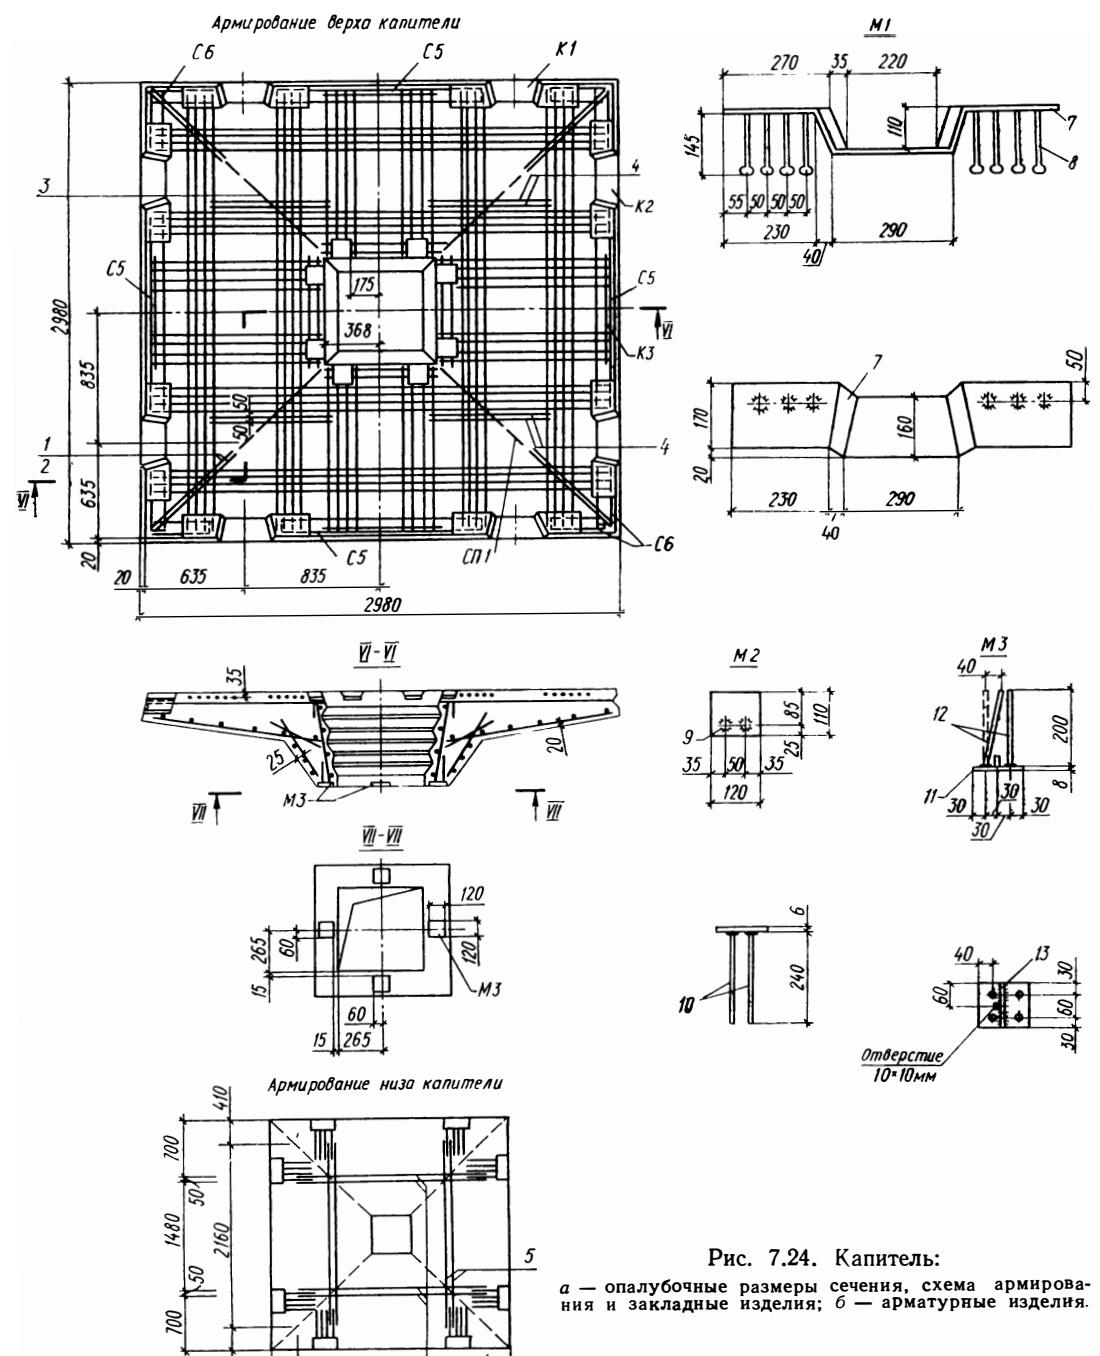 Армирование верха капители
С6
С5
К1
3
4
К2
С5
175
С5
VI
368
К3
2980
835
50
50
1
2
4
VI
635
20
С5
СП1
С6
20 635 835
2980
М1
270 35 220
145
110
7
8
55 50 50 50
230
40
290
7
50
170
160
20
230
290
40
VI-VI
35
25
20
М3
VII
VII
VII-VII
120
265
60
120
15
М3
60
15 265
М2
9
85
110
25
35 50 35
120
М3
40
12
200
11
8
30 30 30
30
6
10
240
40
13
30
60
60
30
Отверстие
10×10мм
Армирование низа капители
410
700
50
1480
2160
50
5
700
Рис. 7.24. Капитель:
а — опалубочные размеры сечения, схема армирова-
ния и закладные изделия; б — арматурные изделия.